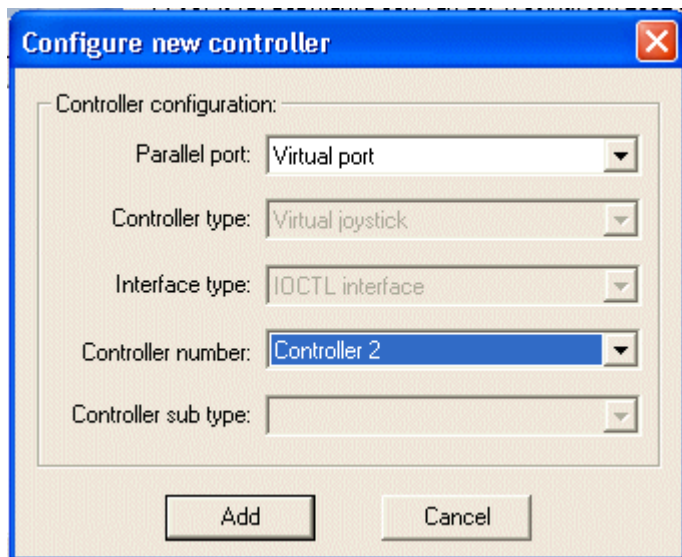 Configure new controller
Controller configuration:
Parallel port: Virtual port
Controller type: Virtual joystick
Interface type: IOCTL interface
Controller number: Controller 2
Controller sub type:
Add Cancel